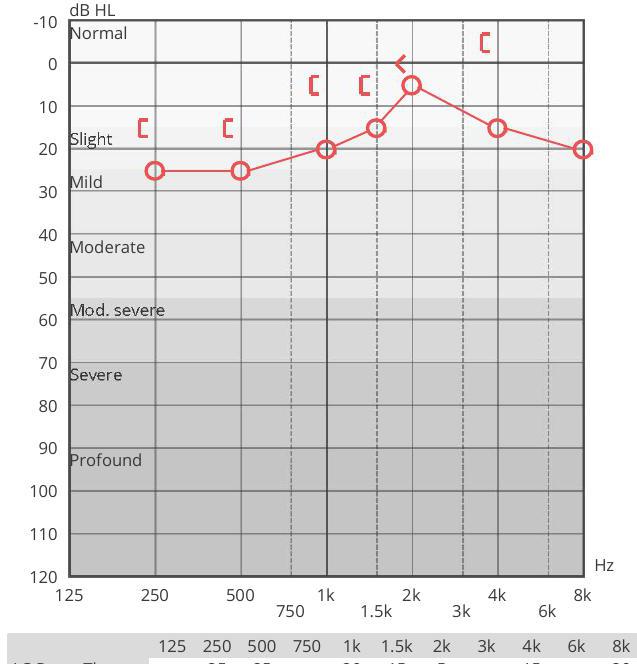 dB HL
-10
Normal
0
10
Slight
20
Mild
30
40
Moderate
50
Mod. severe
60
70
Severe
80
90
Profound
100
110
120
Hz
125 250 500 1k 2k 4k 8k
750 1.5k 3k 6k
125 250 500 750 1k 1.5k 2k 3k 4k 6k 8k